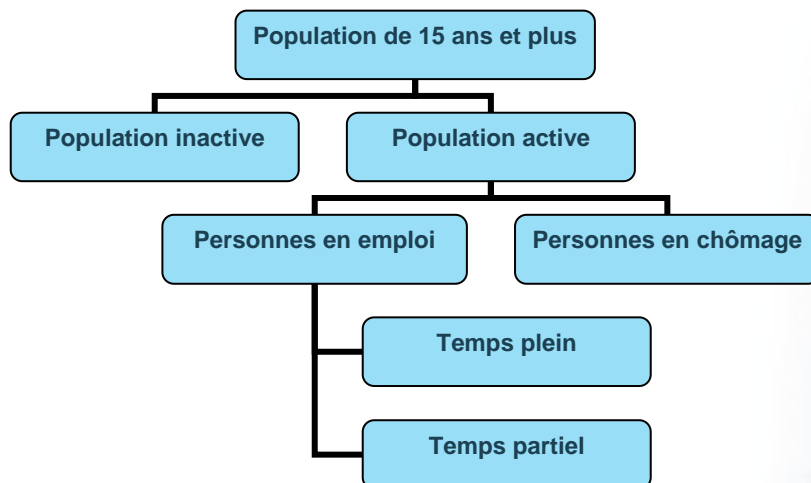 Population de 15 ans et plus
Population inactive
Population active
Personnes en emploi
Personnes en chômage
Temps plein
Temps partiel